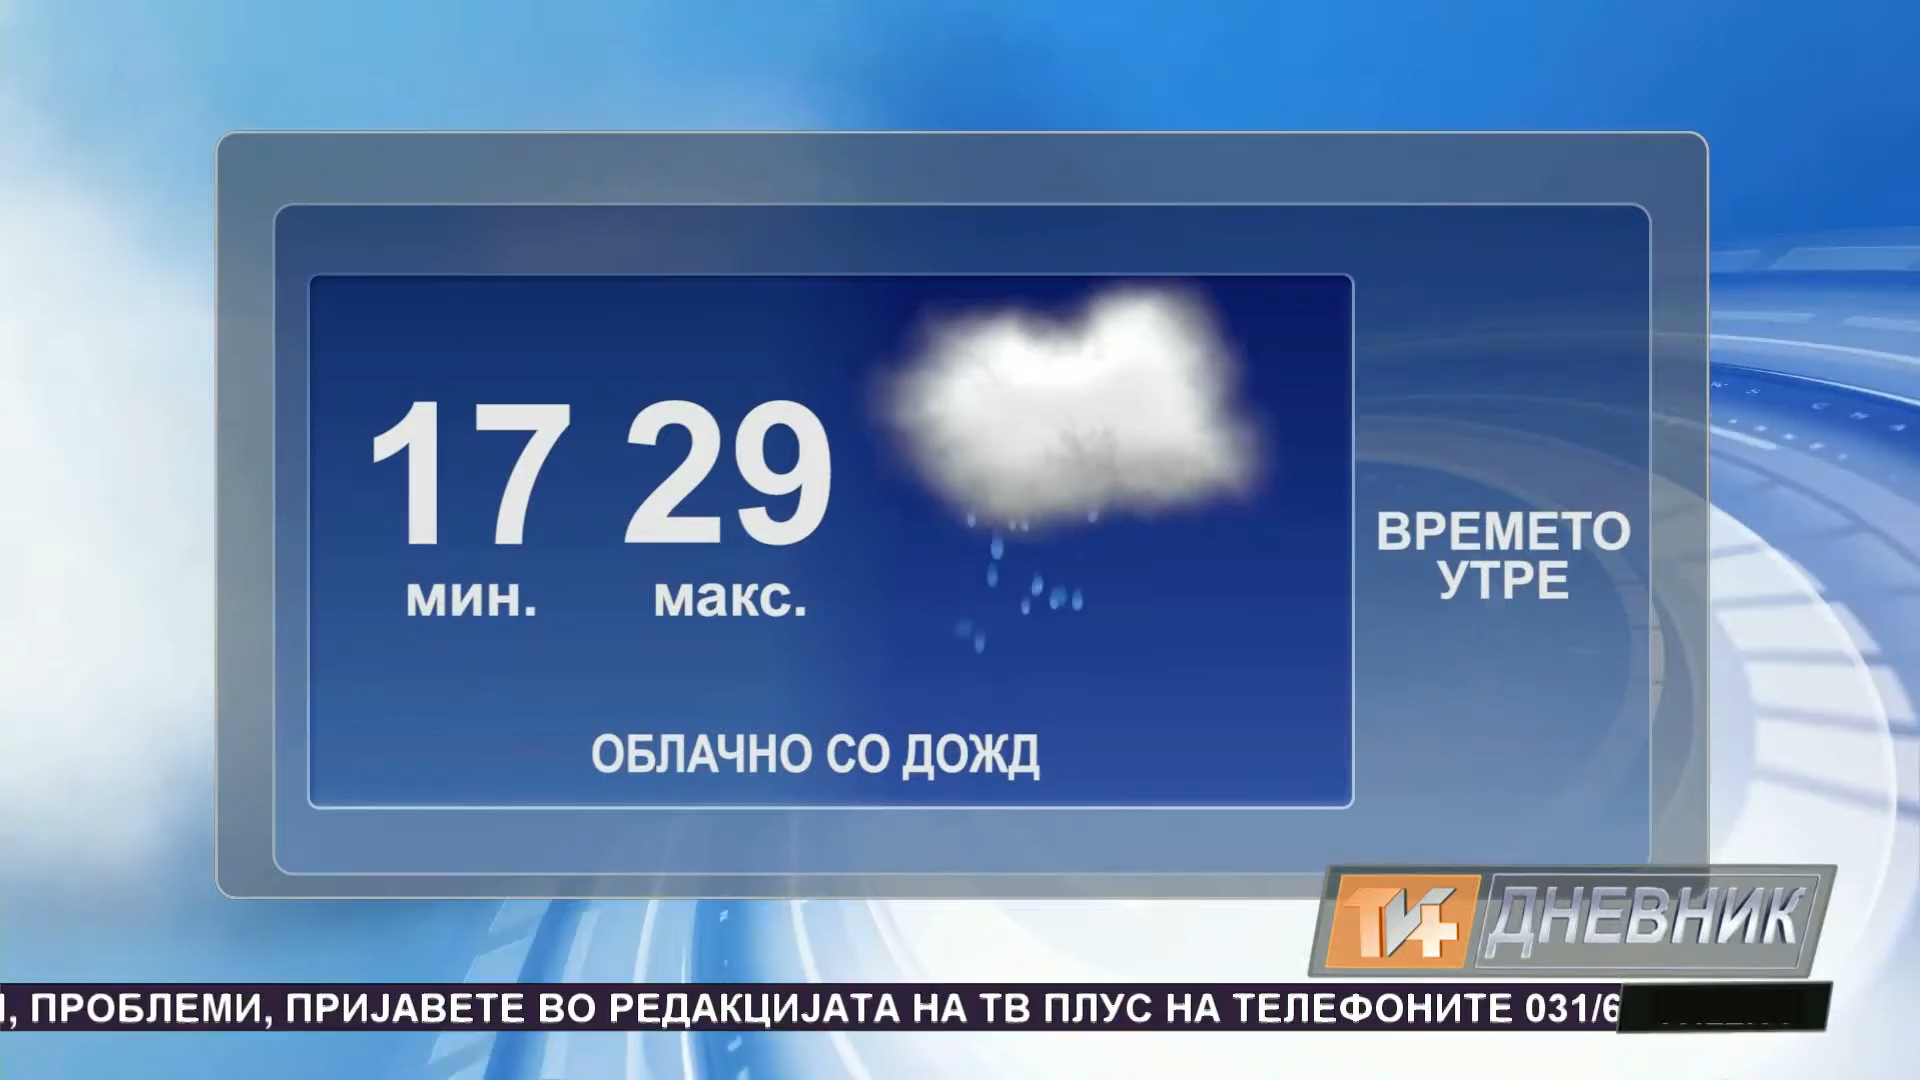 17 29
мин. макс.
ОБЛАЧНО СО ДОЖД
ВРЕМЕТО
УТРЕ
ДНЕВНИК
, ПРОБЛЕМИ, ПРИЈАВЕТЕ ВО РЕДАКЦИЈАТА НА ТВ ПЛУС НА ТЕЛЕФОНИТЕ 031/6